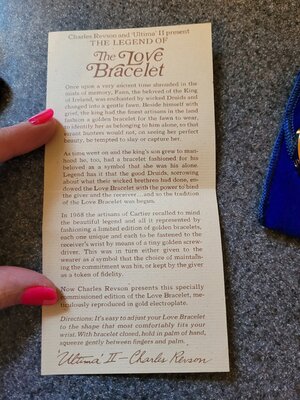 Charles Revson and 'Ultima' II present
THE LEGEND OF
The Love
Bracelet
Once upon a very ancient time shrouded in the
mists of memory, Fann, the beloved of the King
of Ireland, was enchanted by wicked Druids and
changed into a gentle fawn. Beside himself with
grief, the king had the finest artisans in the land
fashion a golden bracelet for the fawn to wear,
to identify her as belonging to him alone, so that
errant hunters would not, on seeing her perfect
beauty, be tempted to slay or capture her.
As time went on and the king's son grew to man-
hood he, too, had a bracelet fashioned for his
beloved as a symbol that she was his alone.
Legend has it that the good Druids, sorrowing
about what their wicked brethren had done, en-
dowed the Love Bracelet with the power to bind
the giver and the receiver...and so the tradition
of the Love Bracelet was begun.
In 1968 the artisans of Cartier recalled to mind
the beautiful legend and all it represented by
fashioning a limited edition of golden bracelets,
each one unique and each to be fastened to the
receiver's wrist by means of a tiny golden screw-
driver. This was in turn either given to the
wearer as a symbol that the choice of maintain-
ing the commitment was his, or kept by the giver
as a token of fidelity.
Now Charles Revson presents this specially
commissioned edition of the Love Bracelet, me-
ticulously reproduced in gold electroplate.
Directions: It's easy to adjust your Love Bracelet
to the shape that most comfortably fits your
wrist. With bracelet closed, hold in palm of hand,
squeeze gently between fingers and palm.
'Ultima' II — Charles Revson